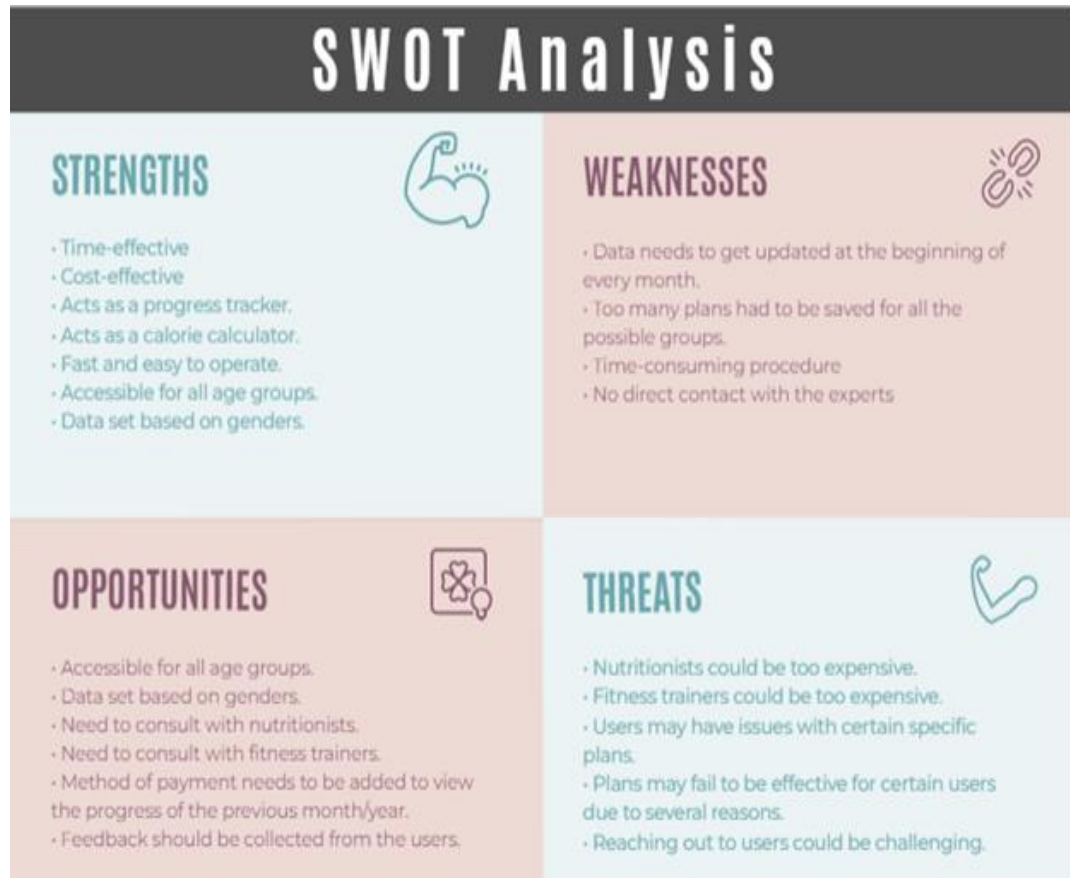 SWOT Analysis
STRENGTHS
• Time-effective
• Cost-effective
• Acts as a progress tracker.
• Acts as a calorie calculator.
• Fast and easy to operate.
• Accessible for all age groups.
• Data set based on genders.
WEAKNESSES
• Data needs to get updated at the beginning of
every month.
• Too many plans had to be saved for all the
possible groups.
• Time-consuming procedure
• No direct contact with the experts
OPPORTUNITIES
• Accessible for all age groups.
• Data set based on genders.
• Need to consult with nutritionists.
• Need to consult with fitness trainers.
• Method of payment needs to be added to view
the progress of the previous month/year.
• Feedback should be collected from the users.
THREATS
• Nutritionists could be too expensive.
• Fitness trainers could be too expensive.
• Users may have issues with certain specific
plans.
• Plans may fail to be effective for certain users
due to several reasons.
• Reaching out to users could be challenging.